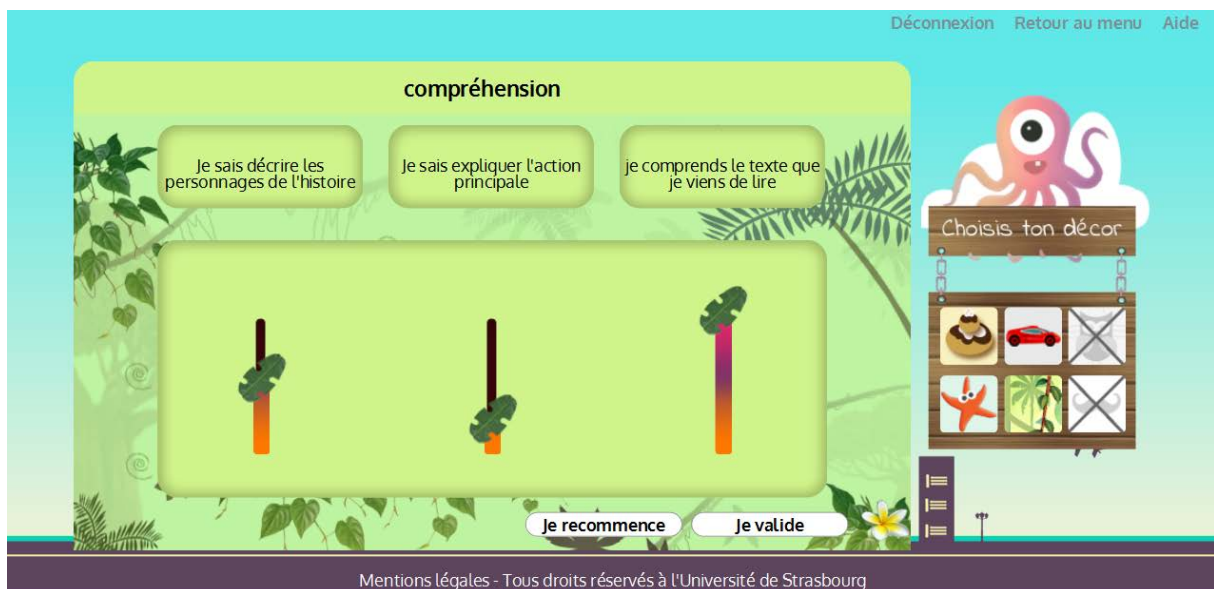 Déconnexion Retour au menu Aide
compréhension
Je sais décrire les
personnages de l'histoire
Je sais expliquer l'action
principale
je comprends le texte que
je viens de lire
Choisis ton décor
Je recommence
Je valide
Mentions légales - Tous droits réservés à l'Université de Strasbourg